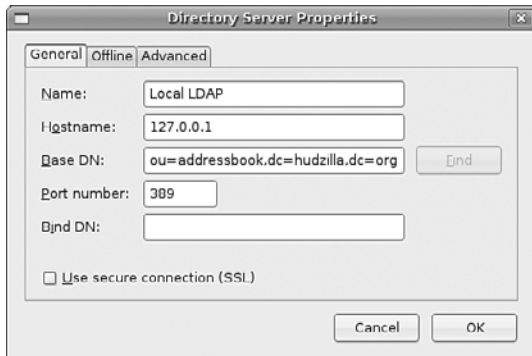 Directory Server Properties
General Offline Advanced
Name: Local LDAP
Hostname: 127.0.0.1
Base DN: ou=addressbook,dc=hudzilla,dc=org Find
Port number: 389
Bind DN:
Use secure connection (SSL)
Cancel OK